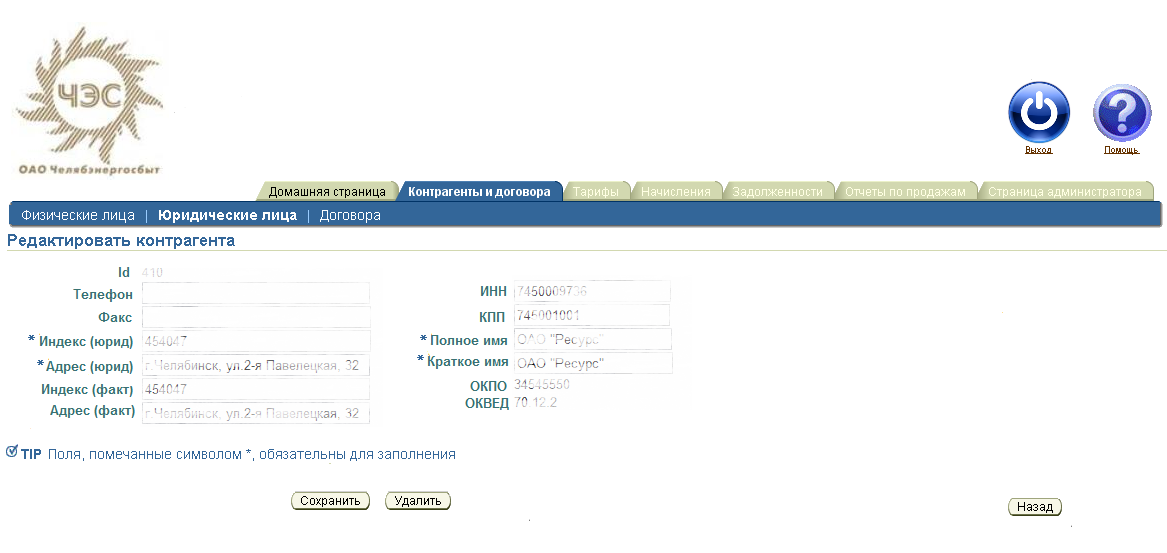 ЧЭС
ОАО Челябэнергосбыт
Выход
Помощь
Домашняя страница Контрагенты и договора Тарифы Начисления Задолженности Отчеты по продажам Страница администратора
Физические лица | Юридические лица | Договора
Редактировать контрагента
Id 410
Телефон
Факс
* Индекс (юрид) 454047
* Адрес (юрид) г.Челябинск, ул.2-я Павелецкая, 32
Индекс (факт) 454047
Адрес (факт) г.Челябинск, ул.2-я Павелецкая, 32
ИНН 7450009736
КПП 745001001
* Полное имя ОАО "Ресурс"
* Краткое имя ОАО "Ресурс"
ОКПО 34545550
ОКВЕД 70.12.2
TIP Поля, помечанные символом *, обязательны для заполнения
Сохранить Удалить
Назад